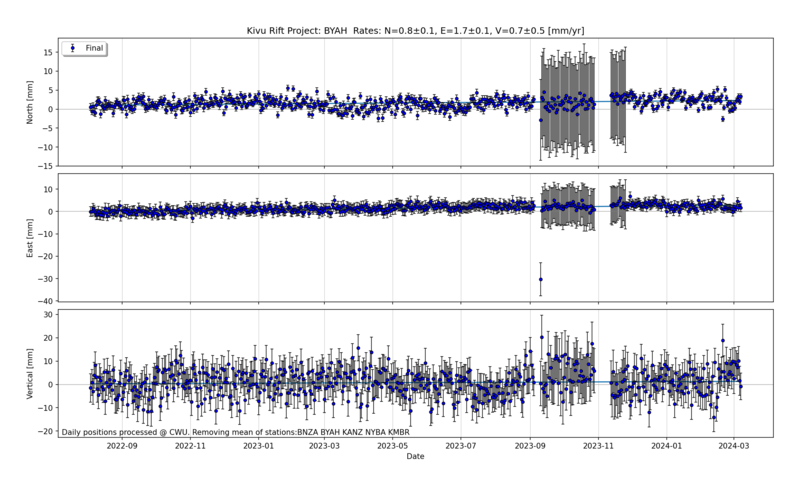 Kivu Rift Project: BYAH  Rates: N=0.8±0.1, E=1.7±0.1, V=0.7±0.5 [mm/yr]
Final
North [mm]
15
10
5
0
−5
−10
−15
East [mm]
10
0
−10
−20
−30
−40
Vertical [mm]
30
20
10
0
−10
−20
Daily positions processed @ CWU. Removing mean of stations:BNZA BYAH KANZ NYBA KMBR
2022-09 2022-11 2023-01 2023-03 2023-05 2023-07 2023-09 2023-11 2024-01 2024-03
Date